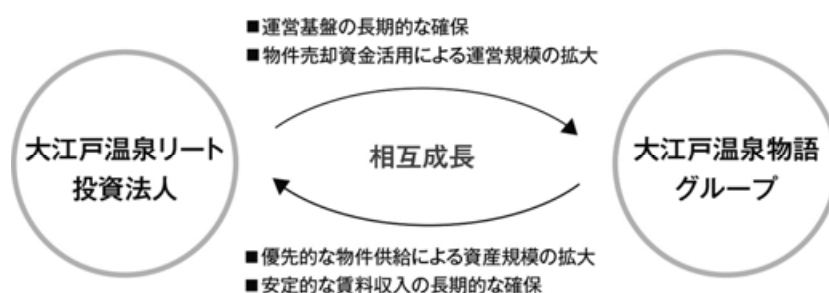 ■運営基盤の長期的な確保
■物件売却資金活用による運営規模の拡大
大江戸温泉リート
投資法人
相互成長
大江戸温泉物語
グループ
■優先的な物件供給による資産規模の拡大
■安定的な賃料収入の長期的な確保